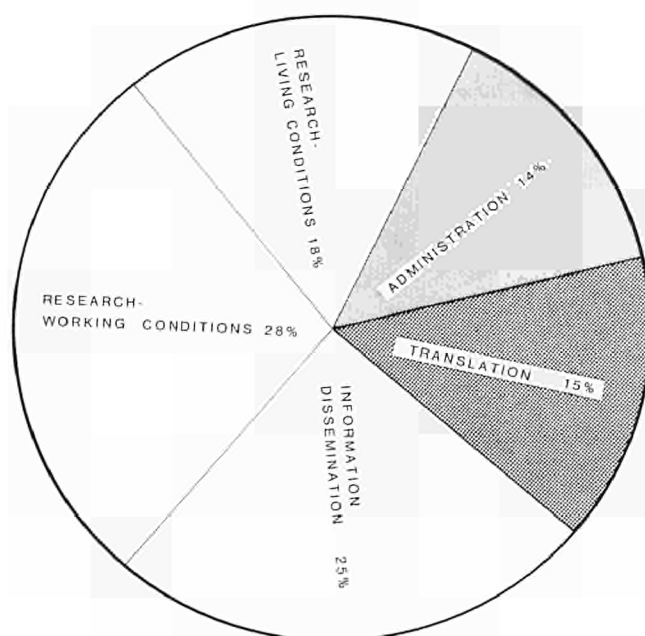 RESEARCH-
LIVING CONDITIONS 18%
ADMINISTRATION 14%
RESEARCH-
WORKING CONDITIONS 28%
TRANSLATION 15%
INFORMATION
DISSEMINATION 25%